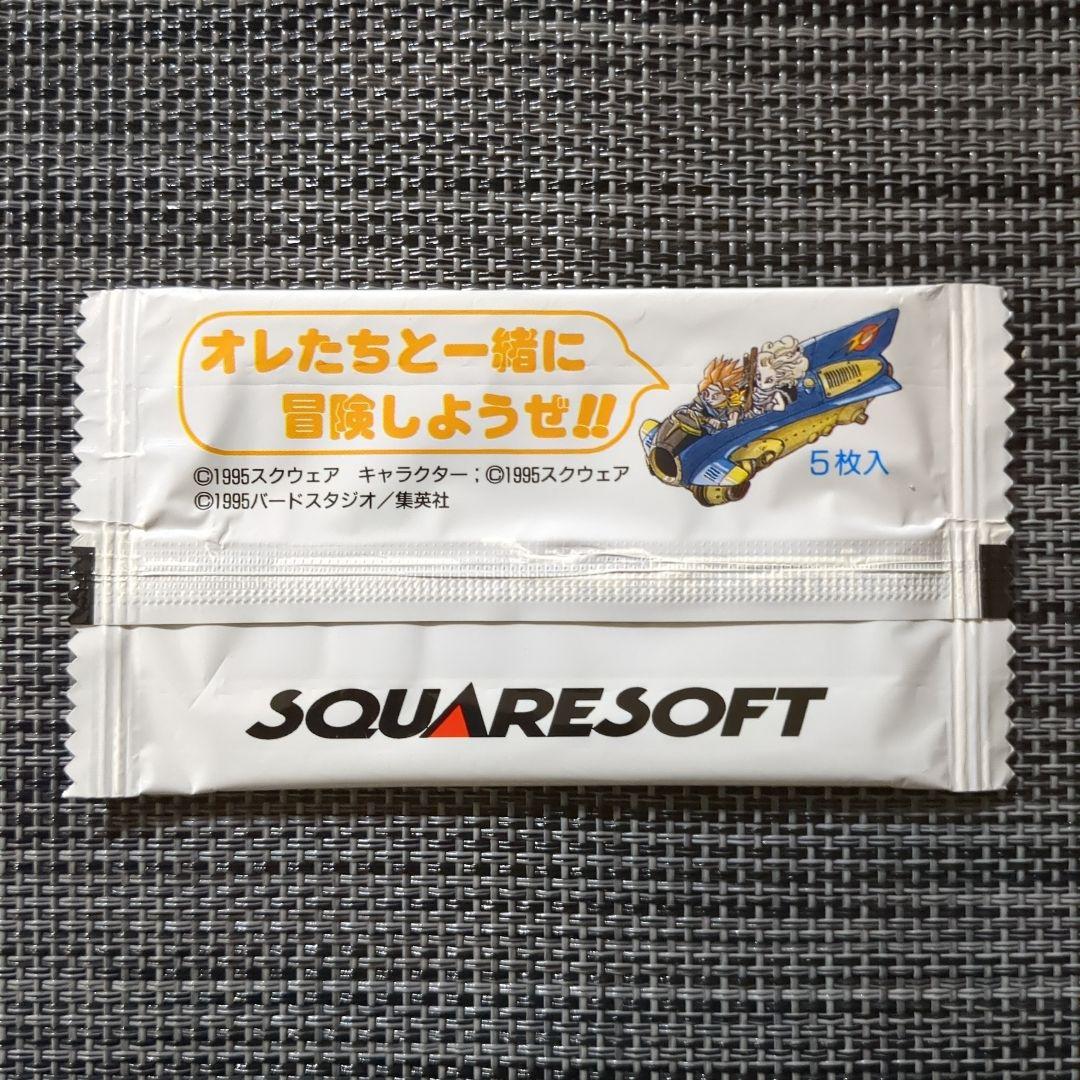 オレたちと一緒に
冒険しようぜ!!
©1995スクウェア　キャラクター；©1995スクウェア
©1995バードスタジオ／集英社
5枚入
SQUARESOFT